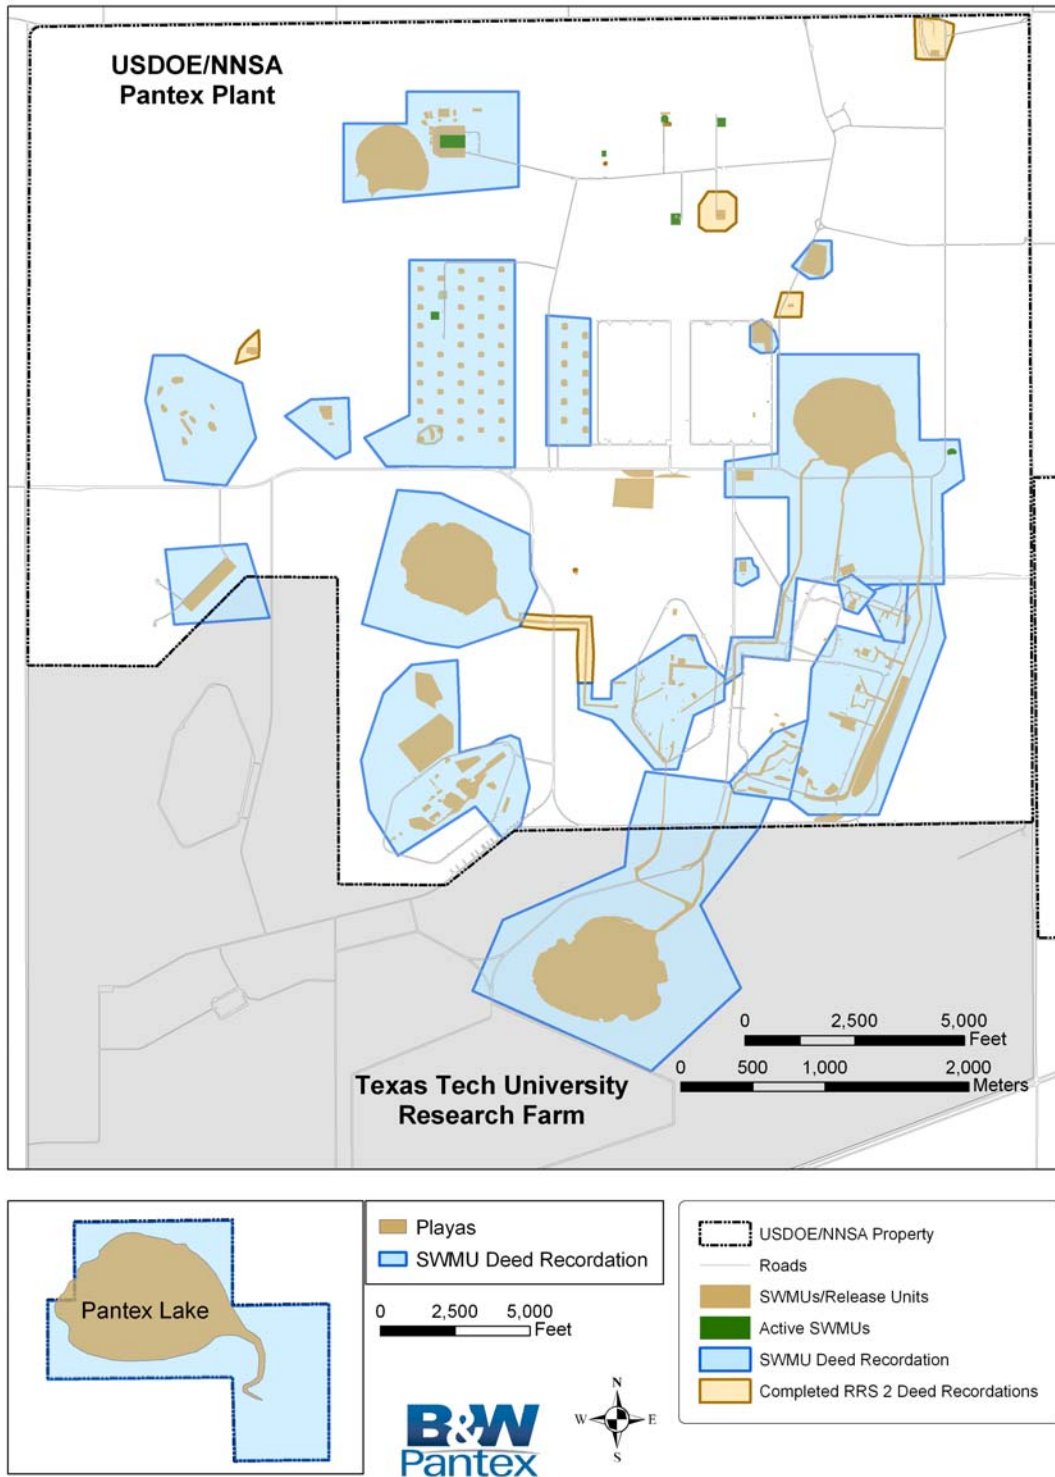 USDOE/NNSA
Pantex Plant
0 2,500 5,000
Feet
0 500 1,000 2,000
Meters
Texas Tech University
Research Farm
Pantex Lake
Playas
SWMU Deed Recordation
0 2,500 5,000
Feet
B&W
Pantex
N
W E
S
USDOE/NNSA Property
Roads
SWMUs/Release Units
Active SWMUs
SWMU Deed Recordation
Completed RRS 2 Deed Recordations